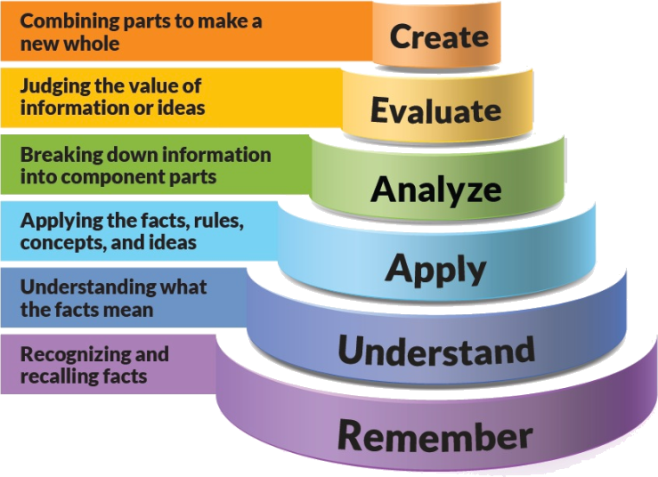 Combining parts to make a
new whole
Create
Judging the value of
information or ideas
Evaluate
Breaking down information
into component parts
Analyze
Applying the facts, rules,
concepts, and ideas
Apply
Understanding what
the facts mean
Understand
Recognizing and
recalling facts
Remember